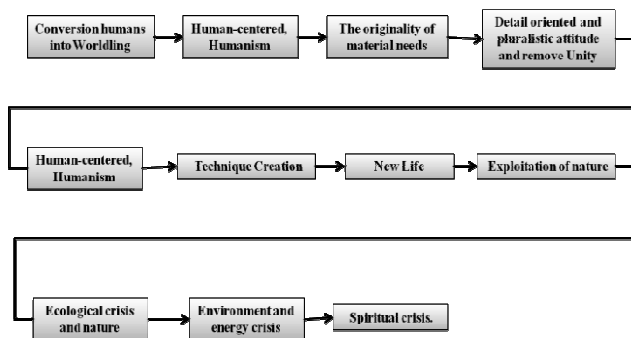 Conversion humans
into Worldling
Human-centered,
Humanism
The originality of
material needs
Detail oriented and
pluralistic attitude
and remove Unity
Human-centered,
Humanism
Technique Creation
New Life
Exploitation of nature
Ecological crisis
and nature
Environment and
energy crisis
Spiritual crisis.